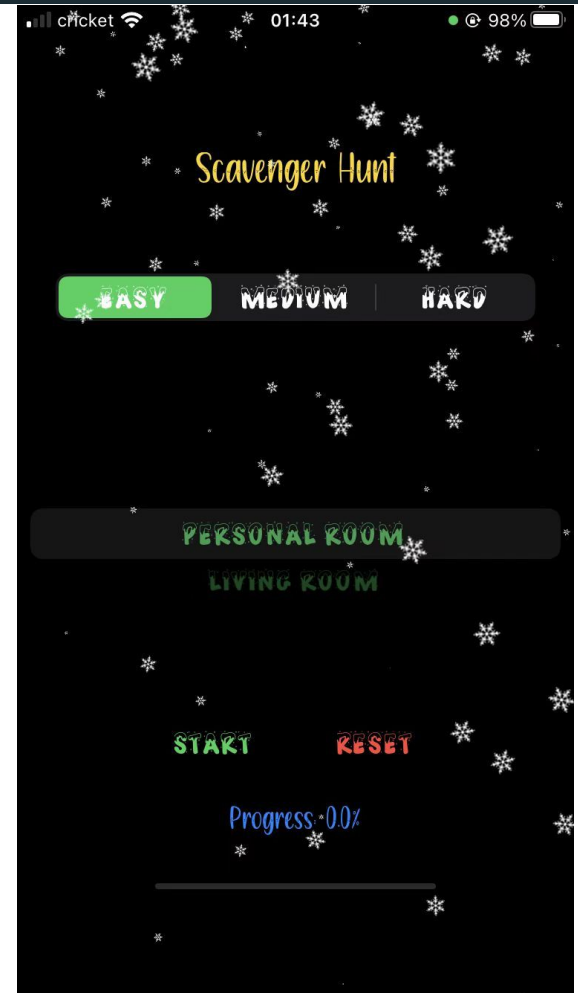 cricket 01:43 98%
Scavenger Hunt
EASY MEDIUM HARD
PERSONAL ROOM
LIVING ROOM
START RESET
Progress: 0.0%